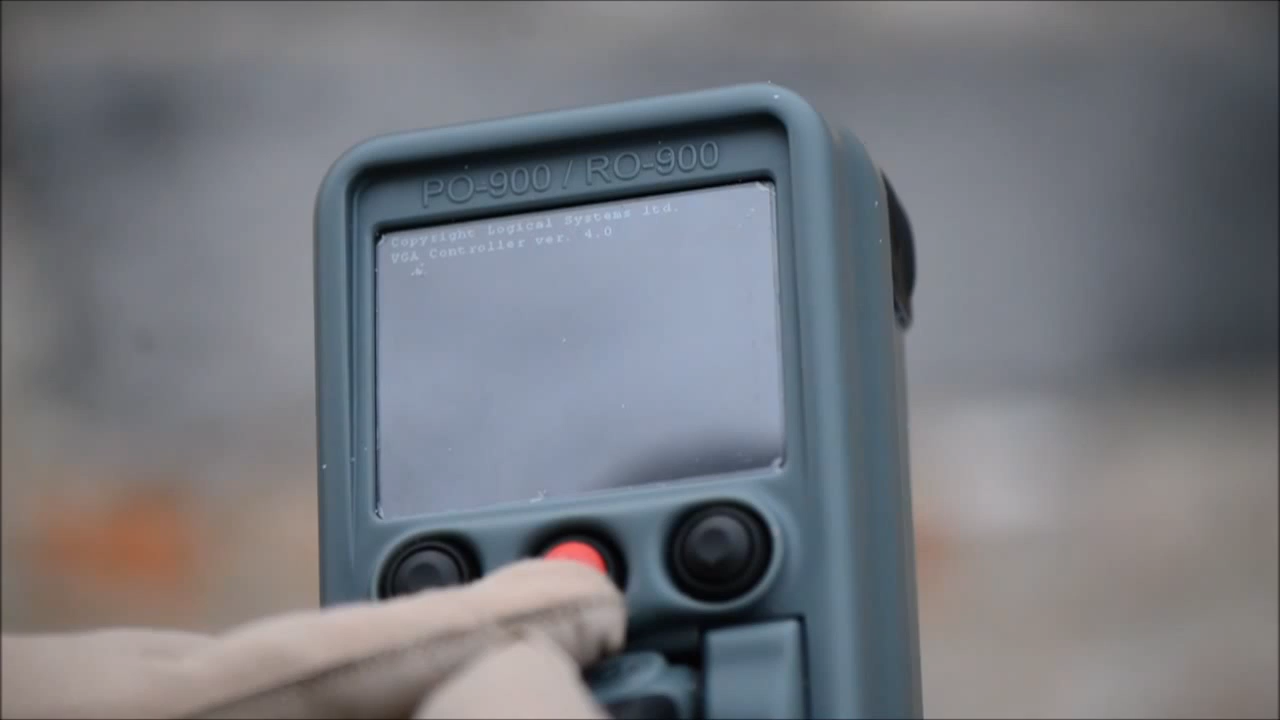 PO-900 / RO-900
Copyright Logical Systems ltd.
VGA Controller ver. 4.0